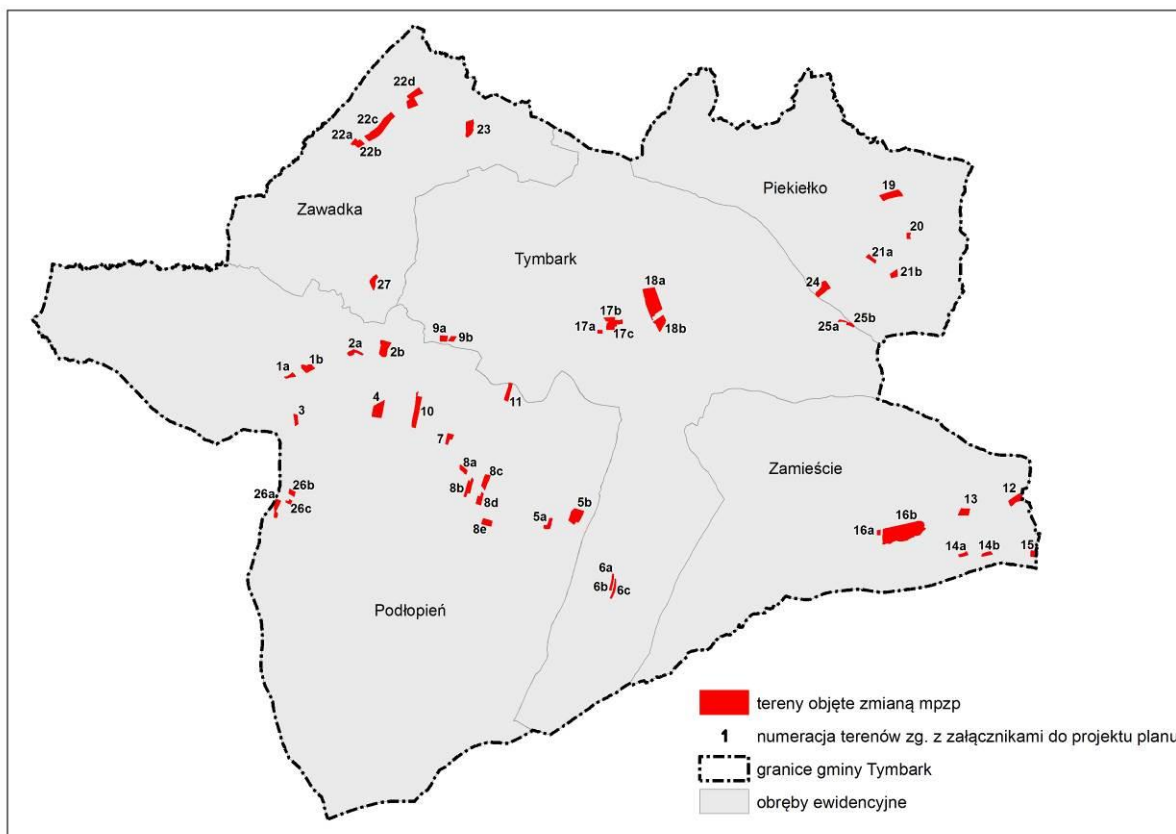 22d
22c
22a
22b
23
Zawadka
Piekiełko
19
20
21a
21b
Tymbark
27
18a
24
17b
25b
25a
17a
17c
18b
9a
9b
2a
2b
1b
1a
3
4
10
11
7
8a
8c
8b
8d
8e
26b
26a
26c
5a
5b
Zamieście
12
13
16b
16a
14a
14b
15
6a
6b
6c
Podłopień
tereny objęte zmianą mpzp
1 numeracja terenów zg. z załącznikami do projektu planu
granice gminy Tymbark
obręby ewidencyjne